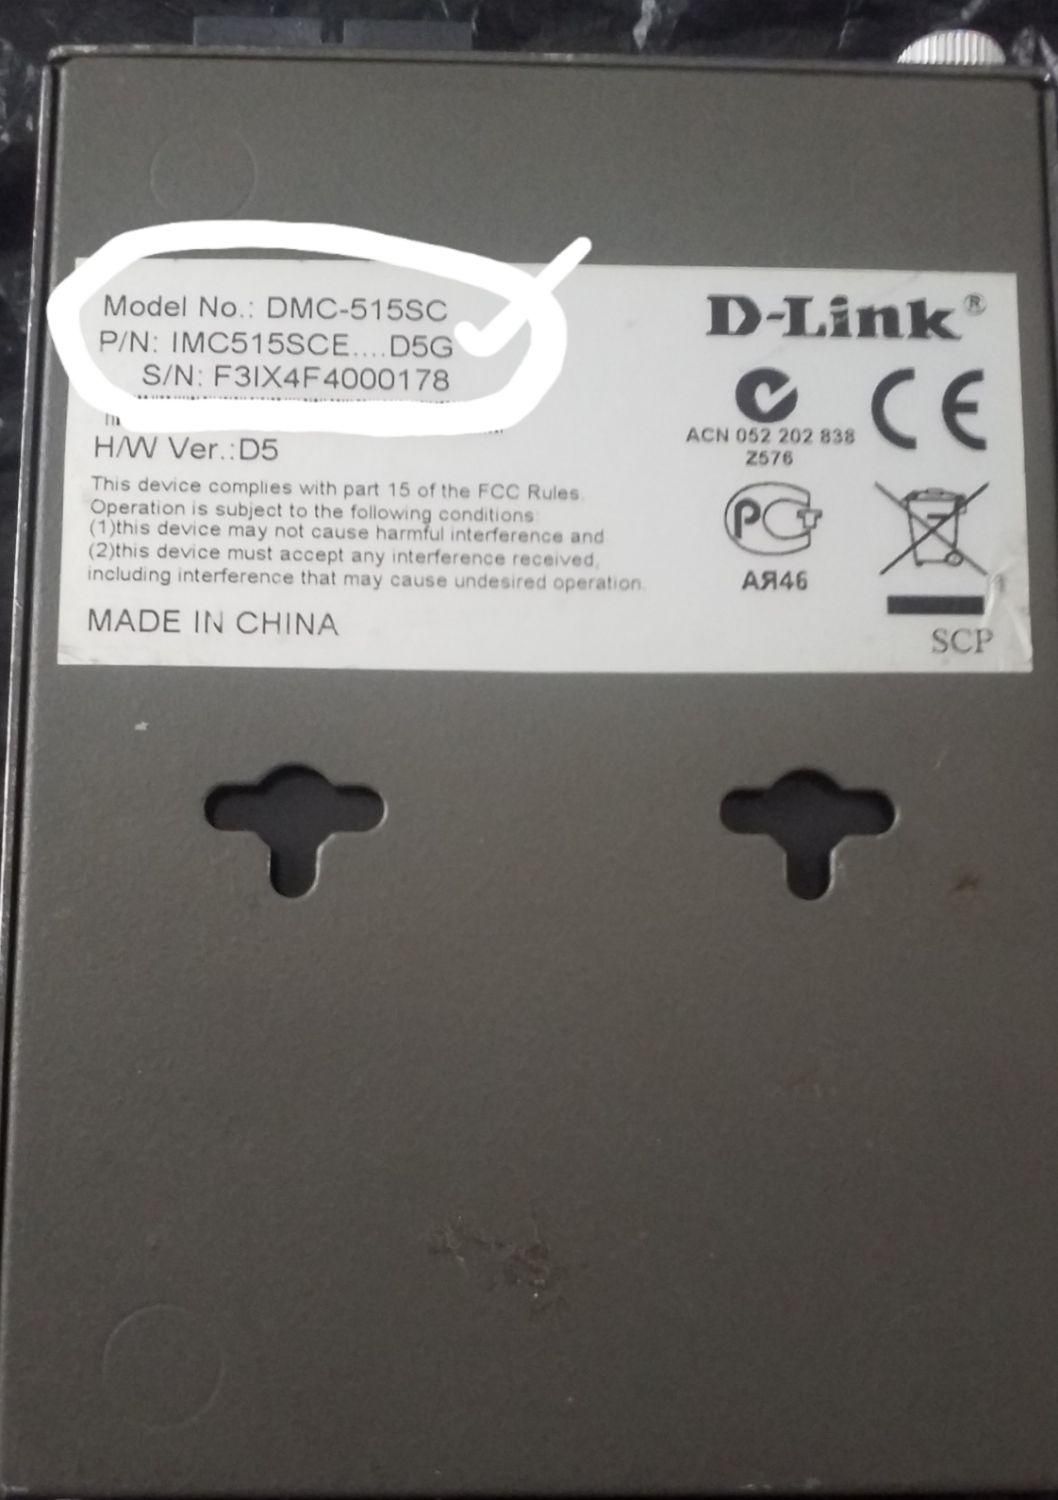 Model No.: DMC-515SC
P/N: IMC515SCE....D5G
S/N: F3IX4F4000178
H/W Ver.:D5
This device complies with part 15 of the FCC Rules.
Operation is subject to the following conditions:
(1)this device may not cause harmful interference and
(2)this device must accept any interference received,
including interference that may cause undesired operation.
MADE IN CHINA
D-Link®
ACN 052 202 838
Z576
CE
РСТ
АЯ46
SCP